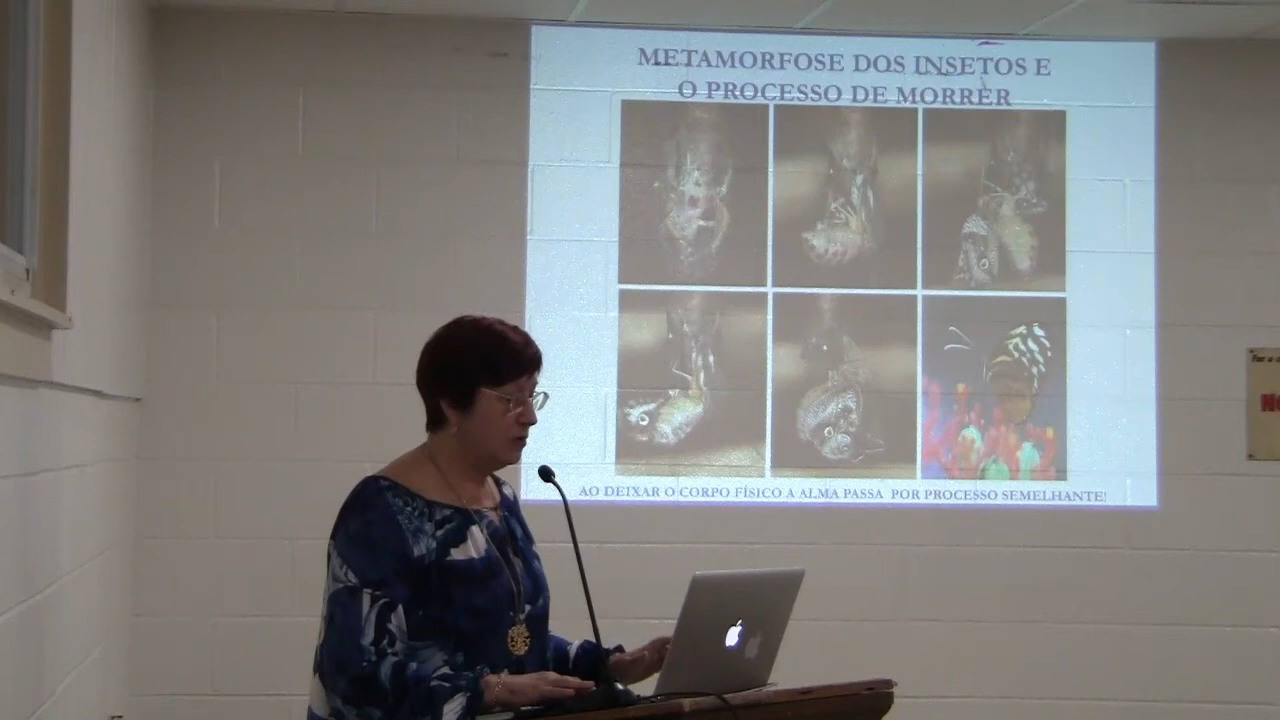 METAMORFOSE DOS INSETOS E
O PROCESSO DE MORRER
AO DEIXAR O CORPO FÍSICO A ALMA PASSA POR PROCESSO SEMELHANTE!